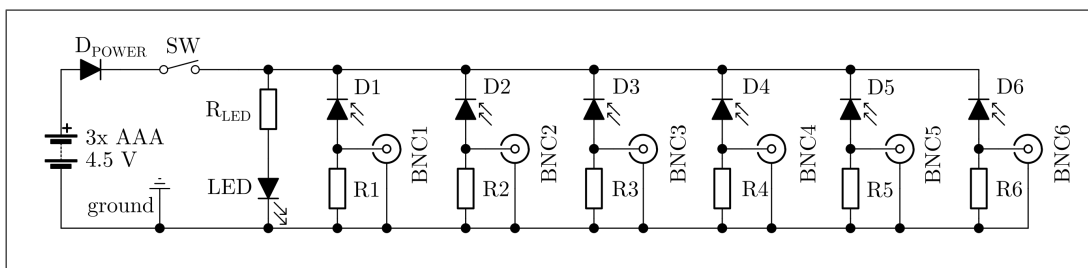 D_POWER
SW
+
3x AAA
4.5 V
ground
R_LED
LED
D1
BNC1
R1
D2
BNC2
R2
D3
BNC3
R3
D4
BNC4
R4
D5
BNC5
R5
D6
BNC6
R6